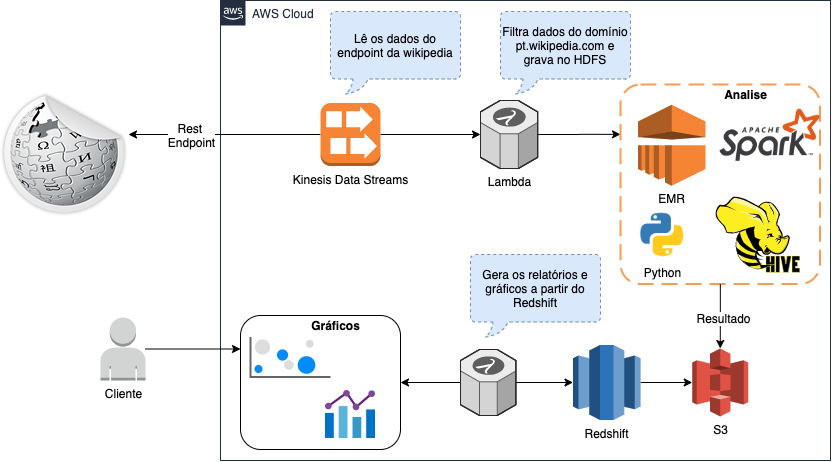 aws
AWS Cloud
Lê os dados do
endpoint da wikipedia
Filtra dados do domínio
pt.wikipedia.com e
grava no HDFS
Rest
Endpoint
Kinesis Data Streams
Lambda
Analise
EMR
APACHE
Spark
Python
HIVE
Gera os relatórios e
gráficos a partir do
Redshift
Resultado
Gráficos
Cliente
Redshift
S3